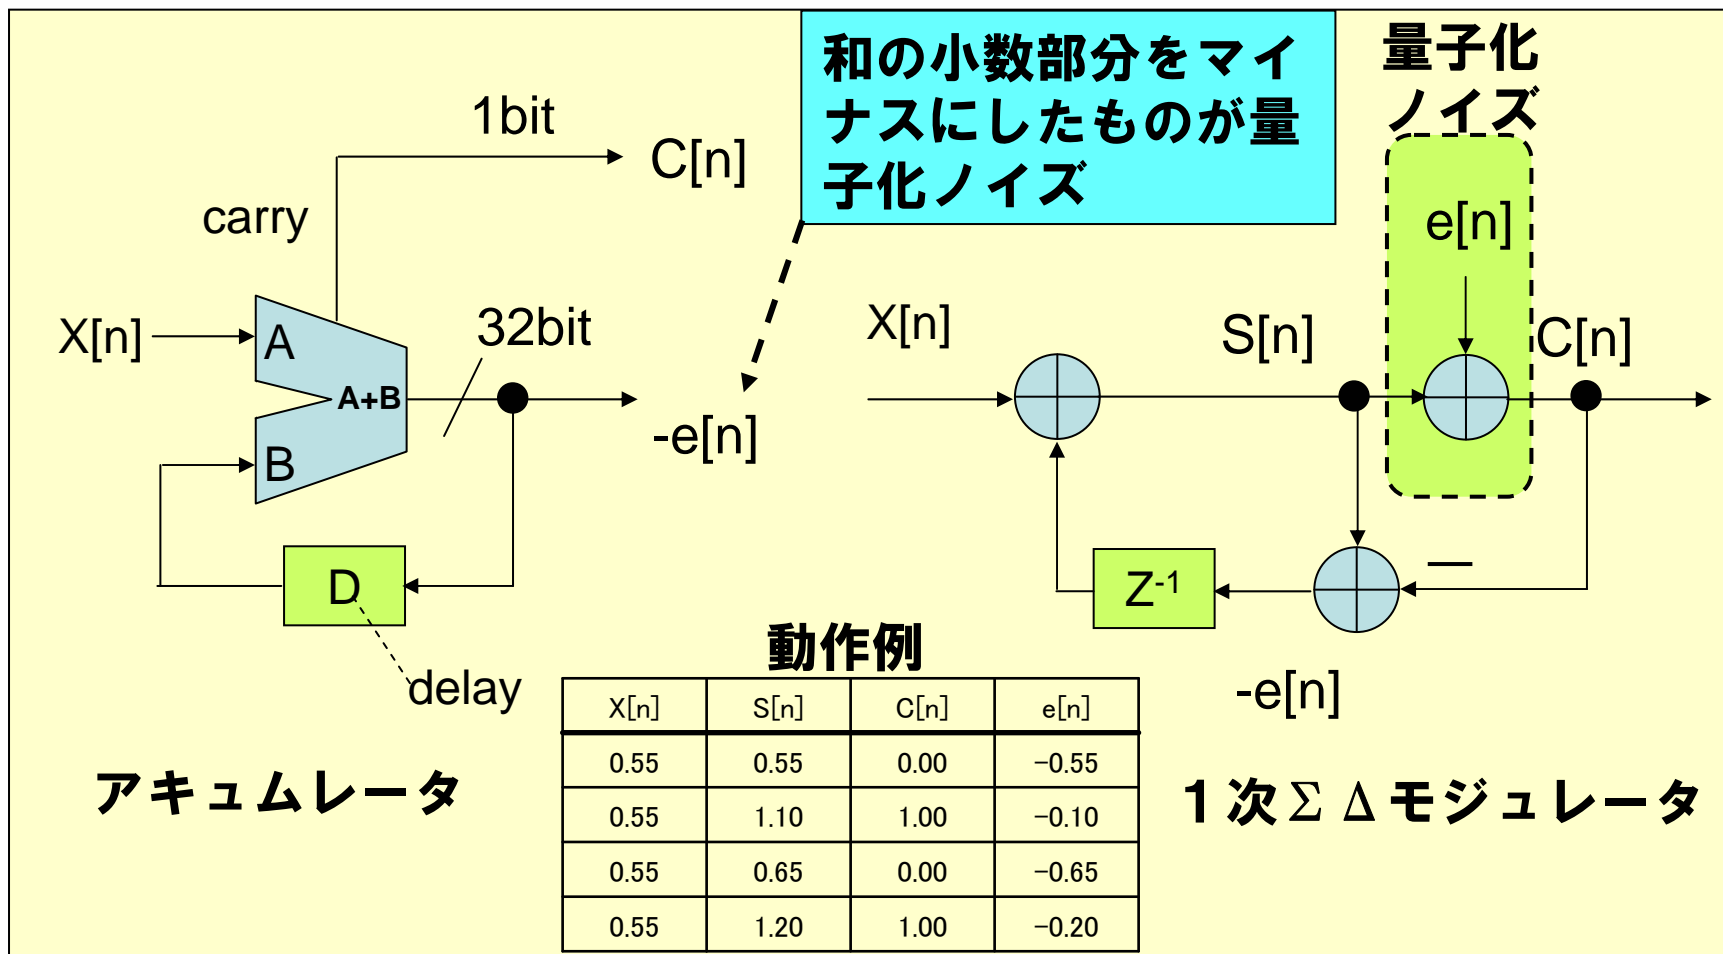 和の小数部分をマイ
ナスにしたものが量
子化ノイズ
量子化
ノイズ
1bit
C[n]
carry
e[n]
X[n]
A
32bit
A+B
B
-e[n]
X[n]
S[n]
C[n]
D
delay
Z-1
—
-e[n]
動作例
X[n] S[n] C[n] e[n]
0.55 0.55 0.00 −0.55
0.55 1.10 1.00 −0.10
0.55 0.65 0.00 −0.65
0.55 1.20 1.00 −0.20
アキュムレータ
1次ΣΔモジュレータ